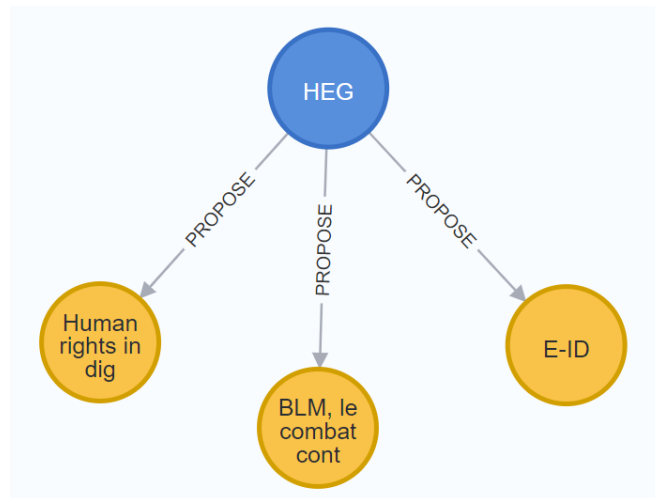 HEG
PROPOSE
PROPOSE
PROPOSE
Human
rights in
dig
BLM, le
combat
cont
E-ID